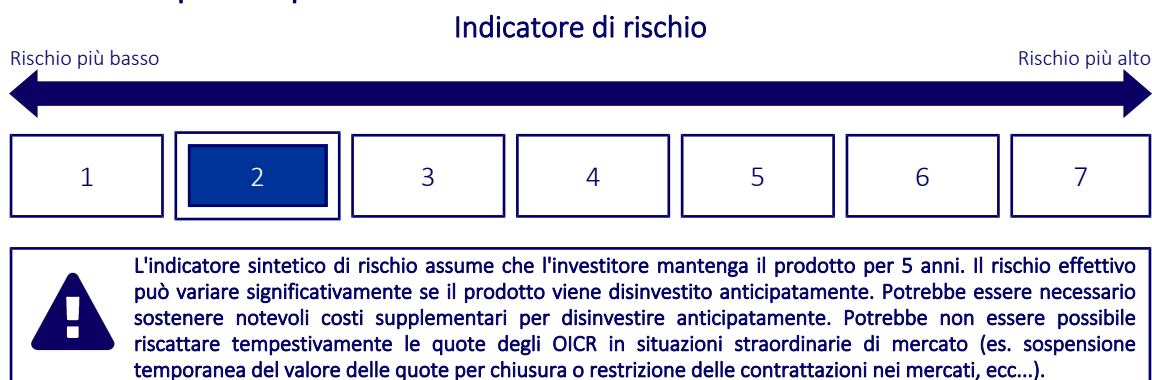 Indicatore di rischio
Rischio più basso
Rischio più alto
1
2
3
4
5
6
7
L'indicatore sintetico di rischio assume che l'investitore mantenga il prodotto per 5 anni. Il rischio effettivo
può variare significativamente se il prodotto viene disinvestito anticipatamente. Potrebbe essere necessario
sostenere notevoli costi supplementari per disinvestire anticipatamente. Potrebbe non essere possibile
riscattare tempestivamente le quote degli OICR in situazioni straordinarie di mercato (es. sospensione
temporanea del valore delle quote per chiusura o restrizione delle contrattazioni nei mercati, ecc...).